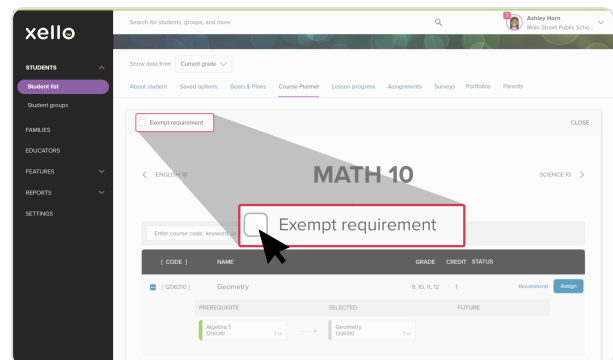 xello
Search for students, groups, and more
Ashley Horn
Main Street Public Scho...
STUDENTS
Student list
Student groups
FAMILIES
EDUCATORS
FEATURES
REPORTS
SETTINGS
Show data from Current grade
About student Saved options Goals & Plans Course Planner Lesson progress Assignments Surveys Portfolios Parents
Exempt requirement
CLOSE
ENGLISH 10
MATH 10
SCIENCE 10
Exempt requirement
Enter course code, keyword, or
[ CODE ] NAME GRADE CREDIT STATUS
[ 1206310 ] Geometry 9, 10, 11, 12 1 Recommend Assign
PREREQUISITE SELECTED FUTURE
Algebra 1 Geometry
1200310 1206310